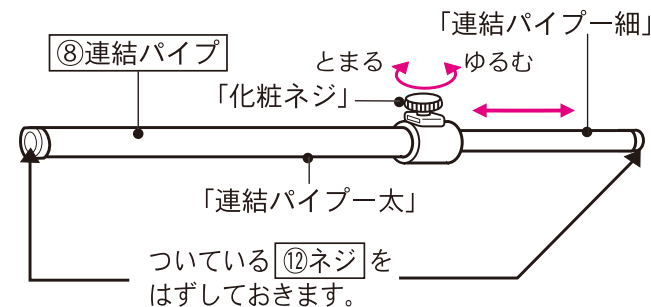 「連結パイプー細」
⑧連結パイプ
とまる
ゆるむ
「化粧ネジ」
「連結パイプー太」
ついている⑫ネジを
はずしておきます。